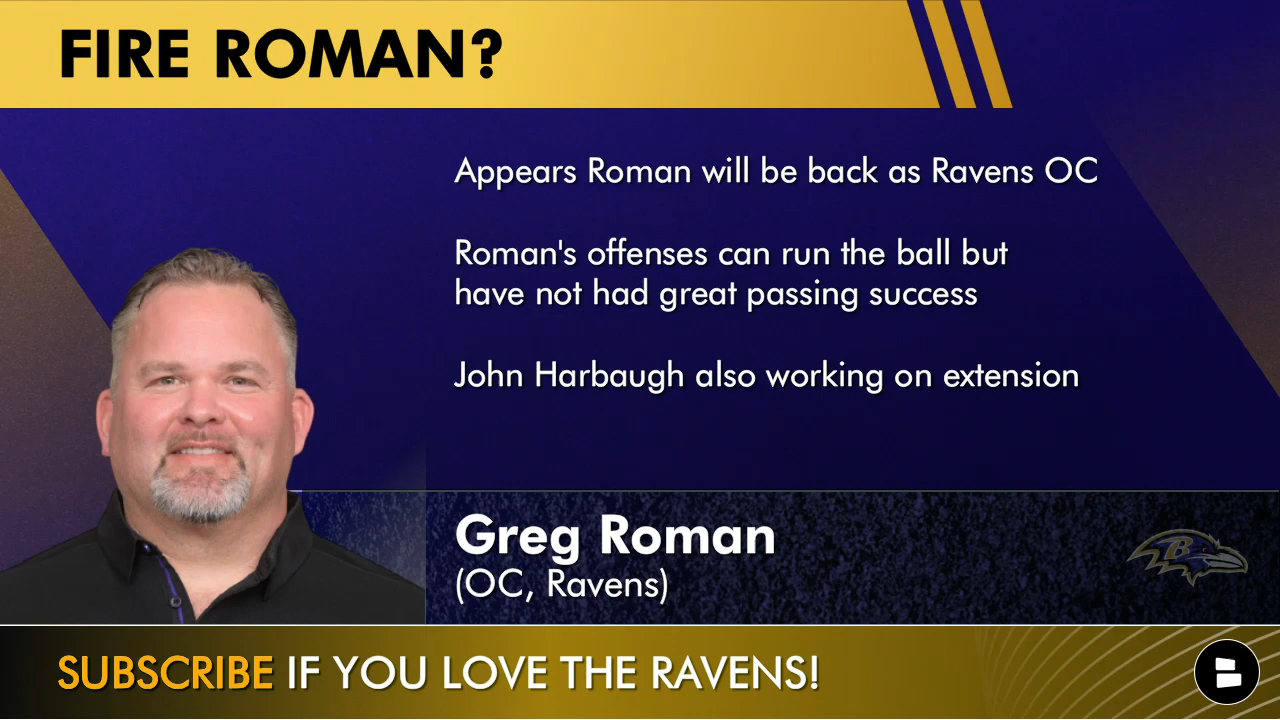 FIRE ROMAN?
Appears Roman will be back as Ravens OC
Roman's offenses can run the ball but
have not had great passing success
John Harbaugh also working on extension
Greg Roman
(OC, Ravens)
B
SUBSCRIBE IF YOU LOVE THE RAVENS!